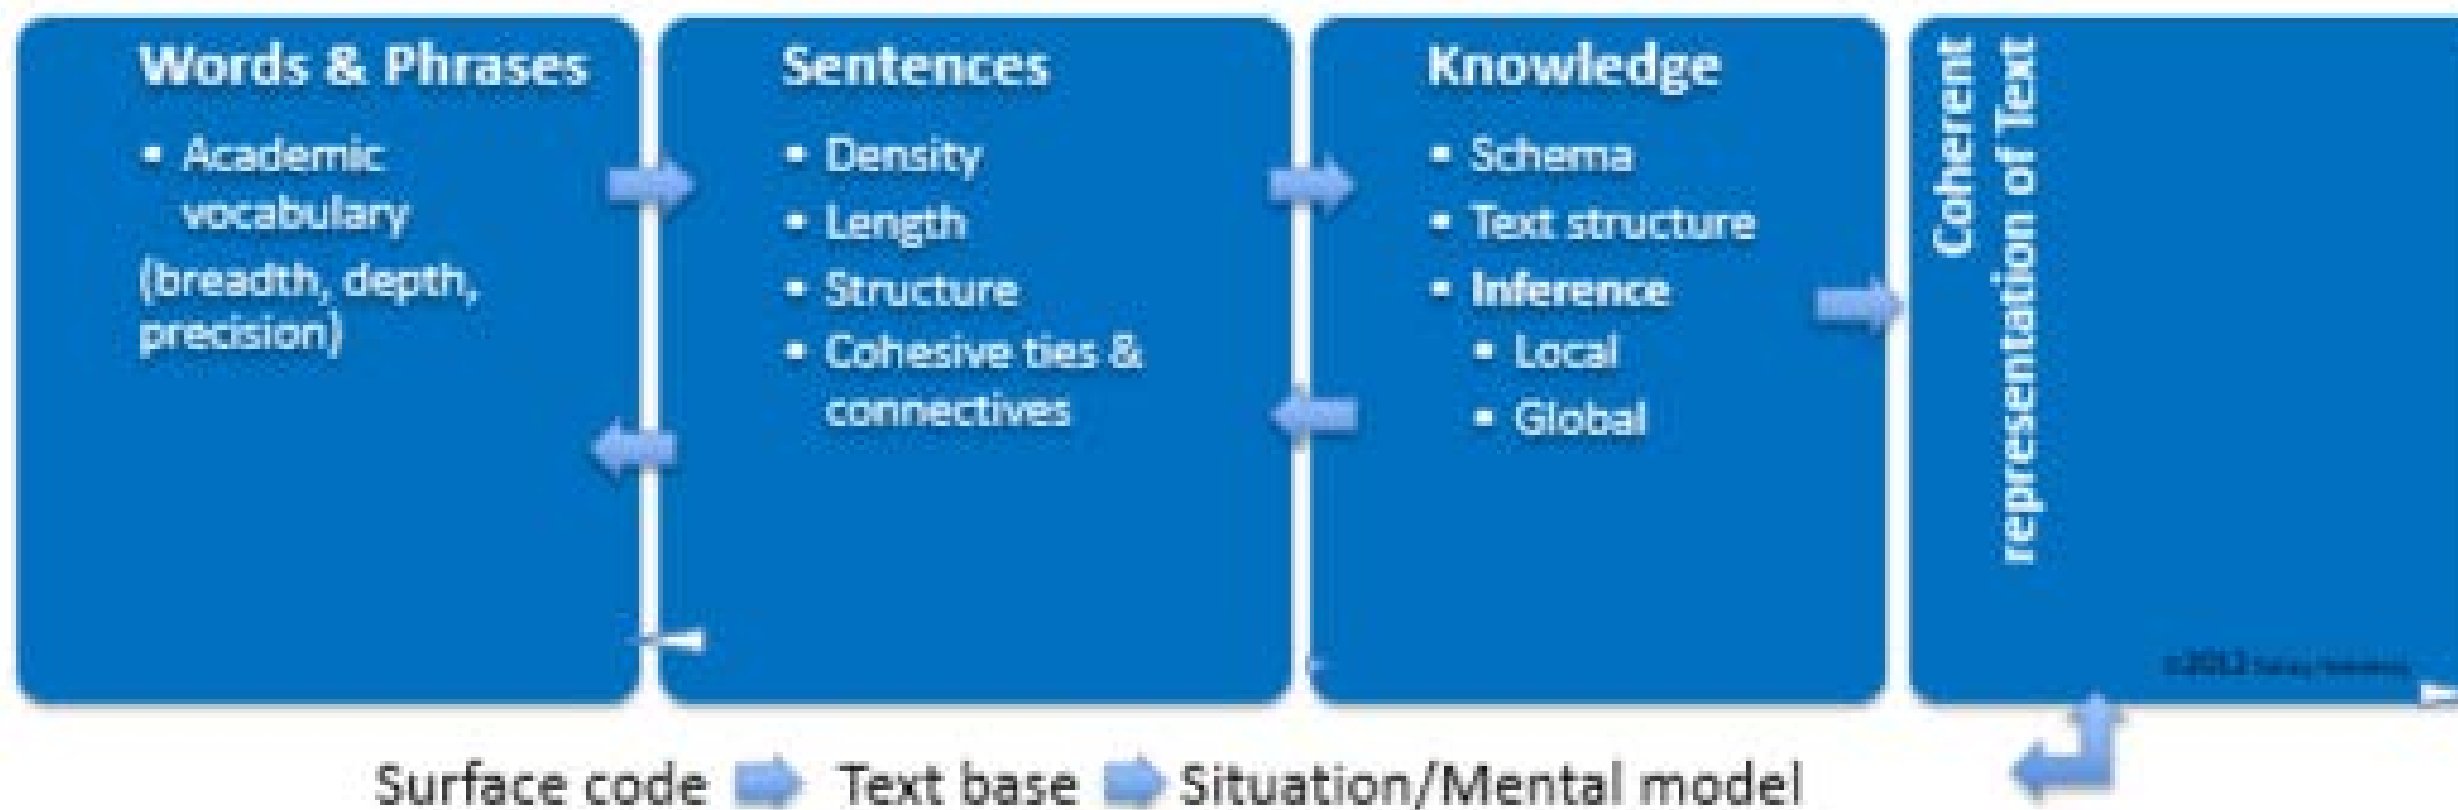 Words & Phrases
• Academic
vocabulary
(breadth, depth,
precision)
Sentences
• Density
• Length
• Structure
• Cohesive ties &
connectives
Knowledge
• Schema
• Text structure
• Inference
• Local
• Global
Coherent
representation of Text
©2012
Surface code Text base Situation/Mental model